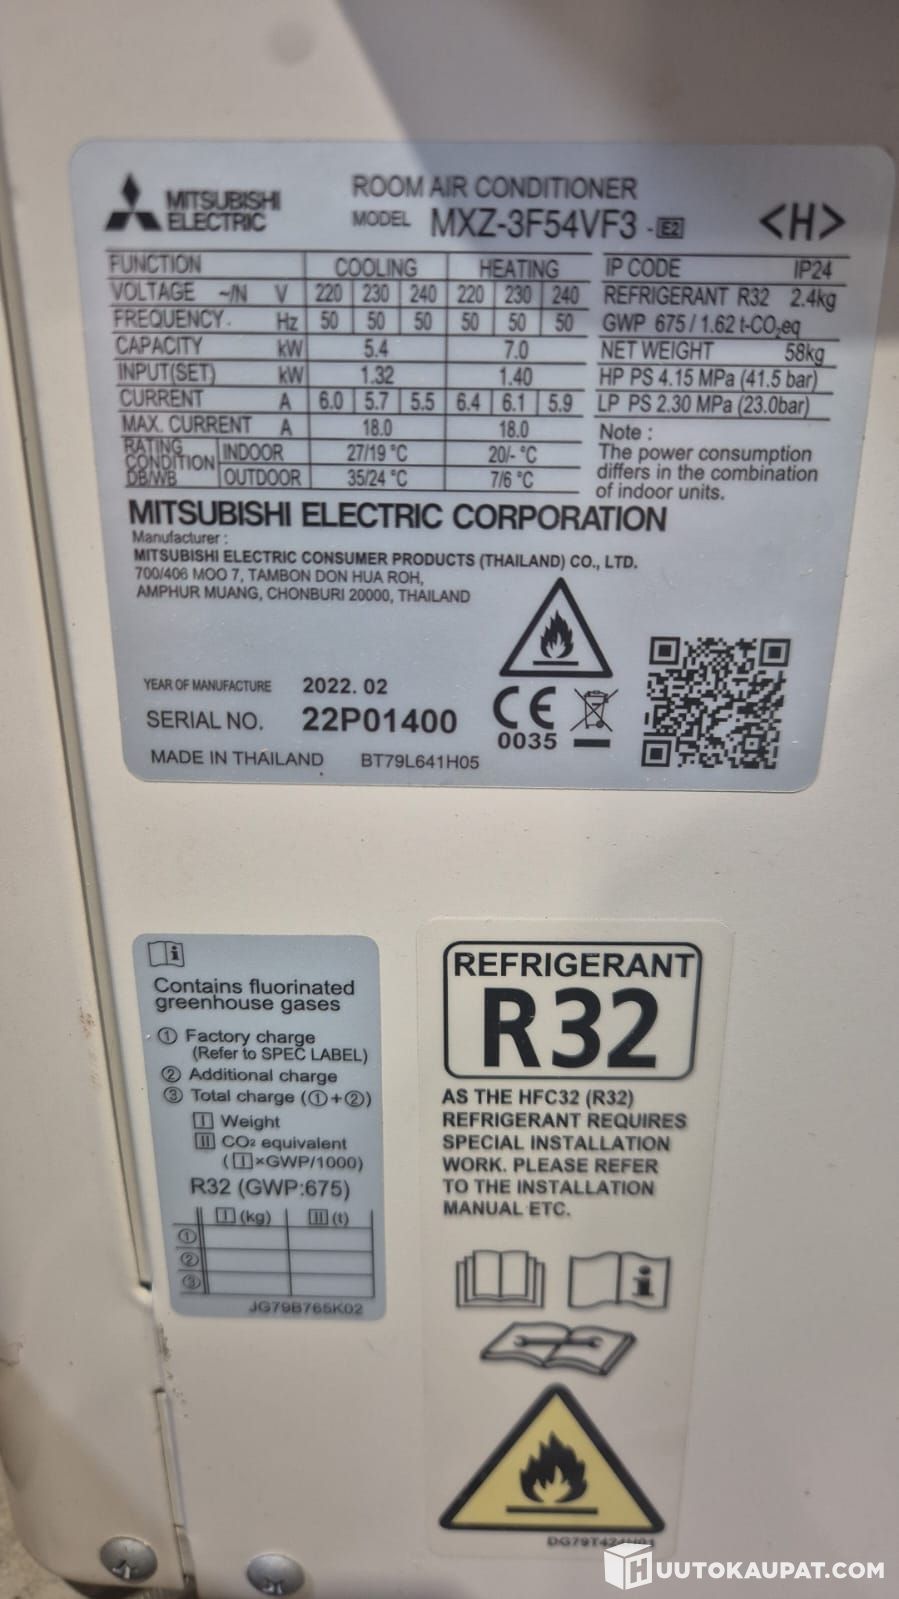 MITSUBISHI
ELECTRIC
ROOM AIR CONDITIONER
MODEL MXZ-3F54VF3 -E2
<H>
FUNCTION COOLING HEATING
VOLTAGE ~/N V 220 230 240 220 230 240
FREQUENCY Hz 50 50 50 50 50 50
CAPACITY kW 5.4 7.0
INPUT(SET) kW 1.32 1.40
CURRENT A 6.0 5.7 5.5 6.4 6.1 5.9
MAX. CURRENT A 18.0 18.0
RATING CONDITION DB/WB INDOOR 27/19 °C 20/- °C
OUTDOOR 35/24 °C 7/6 °C
IP CODE IP24
REFRIGERANT R32 2.4kg
GWP 675 / 1.62 t-CO₂eq
NET WEIGHT 58kg
HP PS 4.15 MPa (41.5 bar)
LP PS 2.30 MPa (23.0bar)
Note :
The power consumption
differs in the combination
of indoor units.
MITSUBISHI ELECTRIC CORPORATION
Manufacturer :
MITSUBISHI ELECTRIC CONSUMER PRODUCTS (THAILAND) CO., LTD.
700/406 MOO 7, TAMBON DON HUA ROH,
AMPHUR MUANG, CHONBURI 20000, THAILAND
YEAR OF MANUFACTURE 2022. 02
SERIAL NO. 22P01400
CE
0035
MADE IN THAILAND BT79L641H05
Contains fluorinated
greenhouse gases
① Factory charge
(Refer to SPEC LABEL)
② Additional charge
③ Total charge (①+②)
I Weight
II CO₂ equivalent
(I×GWP/1000)
R32 (GWP:675)
I (kg) II (t)
①
②
③
JG79B765K02
REFRIGERANT
R32
AS THE HFC32 (R32)
REFRIGERANT REQUIRES
SPECIAL INSTALLATION
WORK. PLEASE REFER
TO THE INSTALLATION
MANUAL ETC.
HUUTOKAUPAT.COM